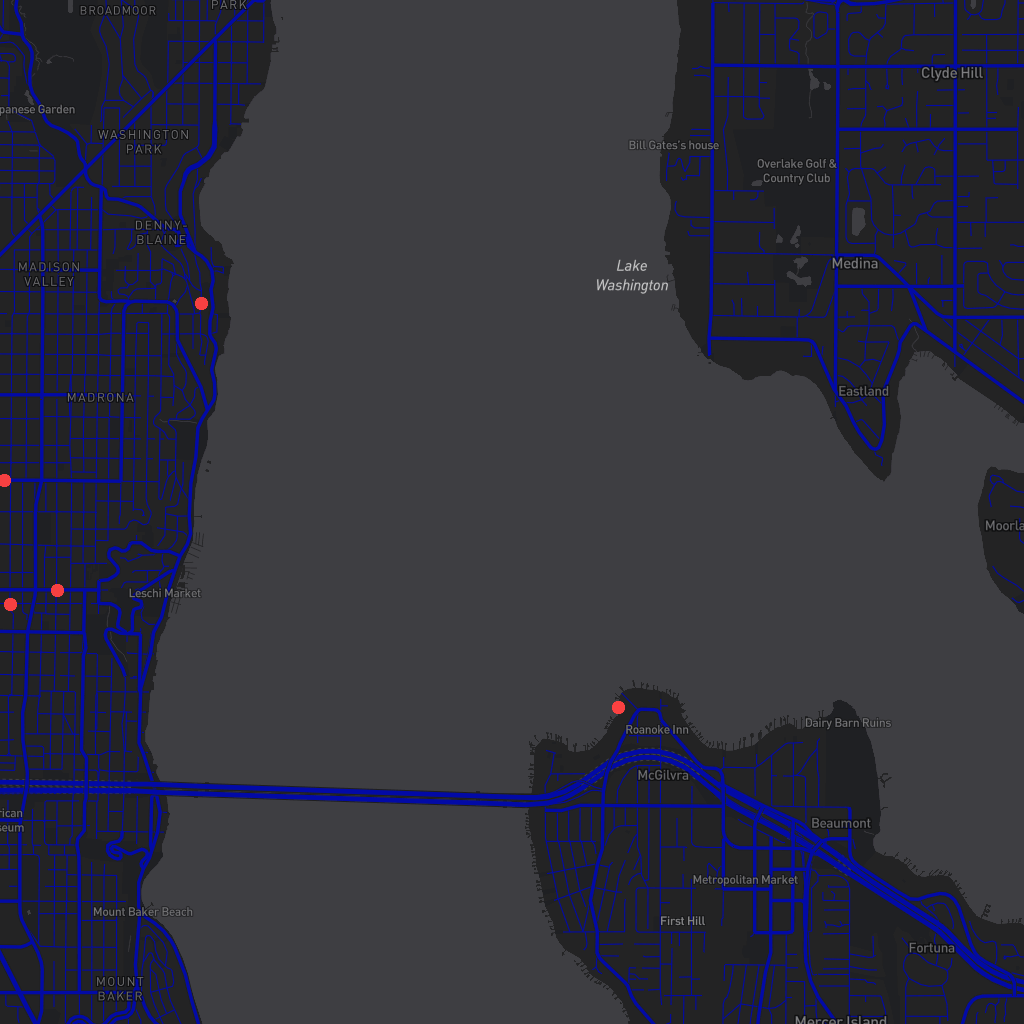 BROADMOOR
PARK
Clyde Hill
panese Garden
WASHINGTON
PARK
Bill Gates's house
Overlake Golf &
Country Club
DENNY-
BLAINE
MADISON
VALLEY
Lake
Washington
Medina
MADRONA
Eastland
Moorla
Leschi Market
Roanoke Inn
Dairy Barn Ruins
McGilvra
rican
seum
Beaumont
Metropolitan Market
Mount Baker Beach
First Hill
Fortuna
MOUNT
BAKER
Mercer Island